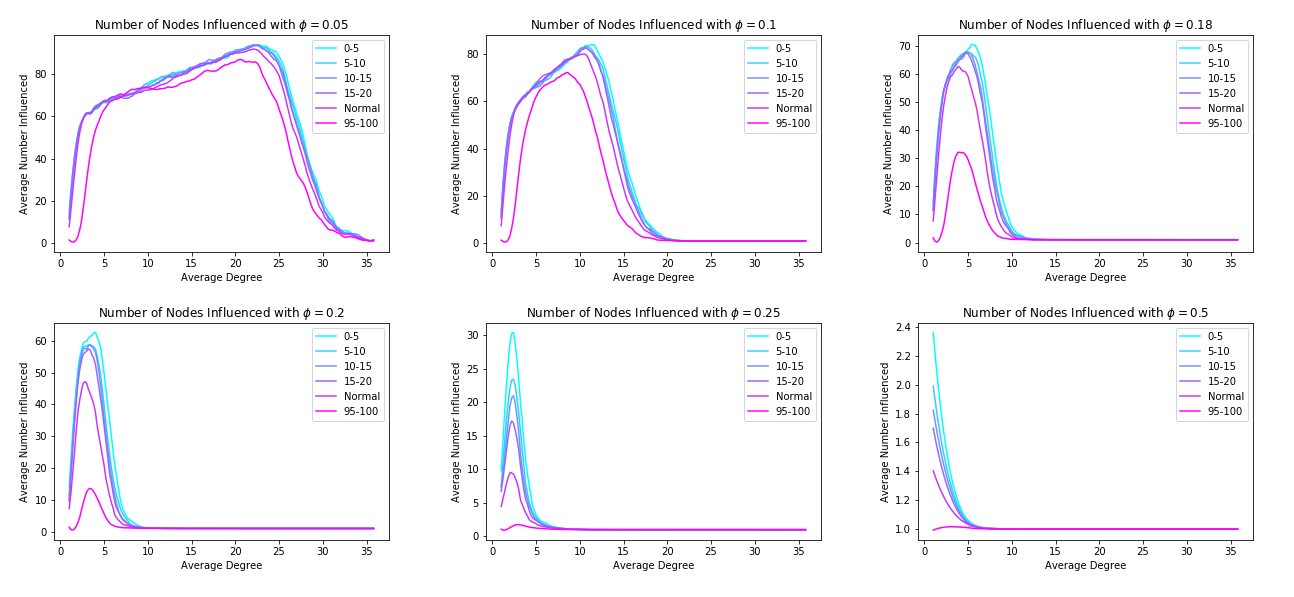 Number of Nodes Influenced with ϕ = 0.05
Average Number Influenced
80
60
40
20
0
0 5 10 15 20 25 30 35
Average Degree
0-5
5-10
10-15
15-20
Normal
95-100
Number of Nodes Influenced with ϕ = 0.1
Average Number Influenced
80
60
40
20
0
0 5 10 15 20 25 30 35
Average Degree
0-5
5-10
10-15
15-20
Normal
95-100
Number of Nodes Influenced with ϕ = 0.18
Average Number Influenced
70
60
50
40
30
20
10
0
0 5 10 15 20 25 30 35
Average Degree
0-5
5-10
10-15
15-20
Normal
95-100
Number of Nodes Influenced with ϕ = 0.2
Average Number Influenced
60
50
40
30
20
10
0
0 5 10 15 20 25 30 35
Average Degree
0-5
5-10
10-15
15-20
Normal
95-100
Number of Nodes Influenced with ϕ = 0.25
Average Number Influenced
30
25
20
15
10
5
0
0 5 10 15 20 25 30 35
Average Degree
0-5
5-10
10-15
15-20
Normal
95-100
Number of Nodes Influenced with ϕ = 0.5
Average Number Influenced
2.4
2.2
2.0
1.8
1.6
1.4
1.2
1.0
0 5 10 15 20 25 30 35
Average Degree
0-5
5-10
10-15
15-20
Normal
95-100